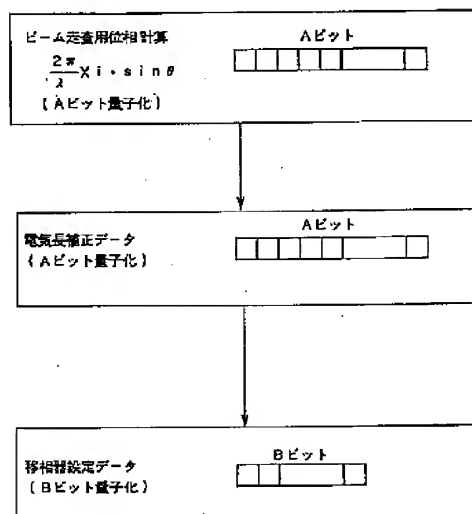 ビーム走査用位相計算
Aビット
2π/λ Xi・sinθ
(Aビット量子化)
Aビット
電気長補正データ
(Aビット量子化)
Bビット
移相器設定データ
(Bビット量子化)